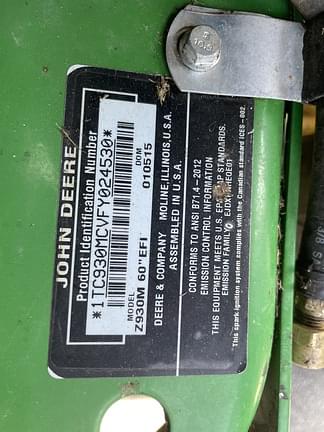 JOHN DEERE
Product Identification Number
*1TC930MCVFY024530*
MODEL DOM
Z930M 60"EFI 010515
DEERE & COMPANY MOLINE, ILLINOIS, U.S.A.
ASSEMBLED IN U.S.A.
CONFORMS TO ANSI B71.4-2012
EMISSION CONTROL INFORMATION
THIS EQUIPMENT MEETS U.S. EPA EVAP STANDARDS.
EMISSION FAMILY
This spark ignition system complies with the Canadian standard ICES-002.